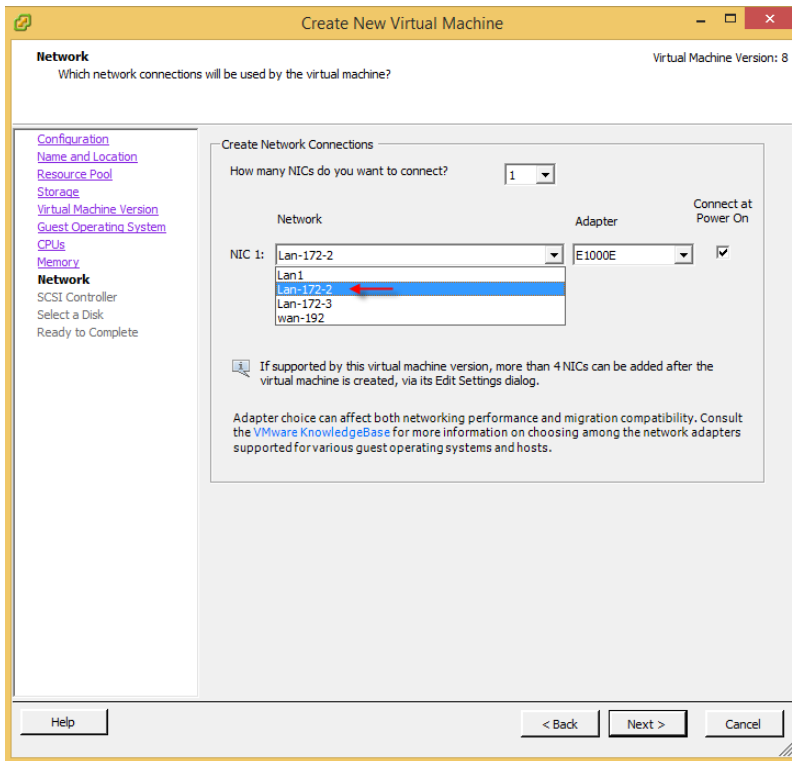 Create New Virtual Machine
Network
Virtual Machine Version: 8
Which network connections will be used by the virtual machine?
Configuration
Name and Location
Resource Pool
Storage
Virtual Machine Version
Guest Operating System
CPUs
Memory
Network
SCSI Controller
Select a Disk
Ready to Complete
Create Network Connections
How many NICs do you want to connect? 1
Network Adapter Connect at Power On
NIC 1: Lan-172-2 E1000E
Lan1
Lan-172-2
Lan-172-3
wan-192
If supported by this virtual machine version, more than 4 NICs can be added after the
virtual machine is created, via its Edit Settings dialog.
Adapter choice can affect both networking performance and migration compatibility. Consult
the VMware KnowledgeBase for more information on choosing among the network adapters
supported for various guest operating systems and hosts.
Help < Back Next > Cancel